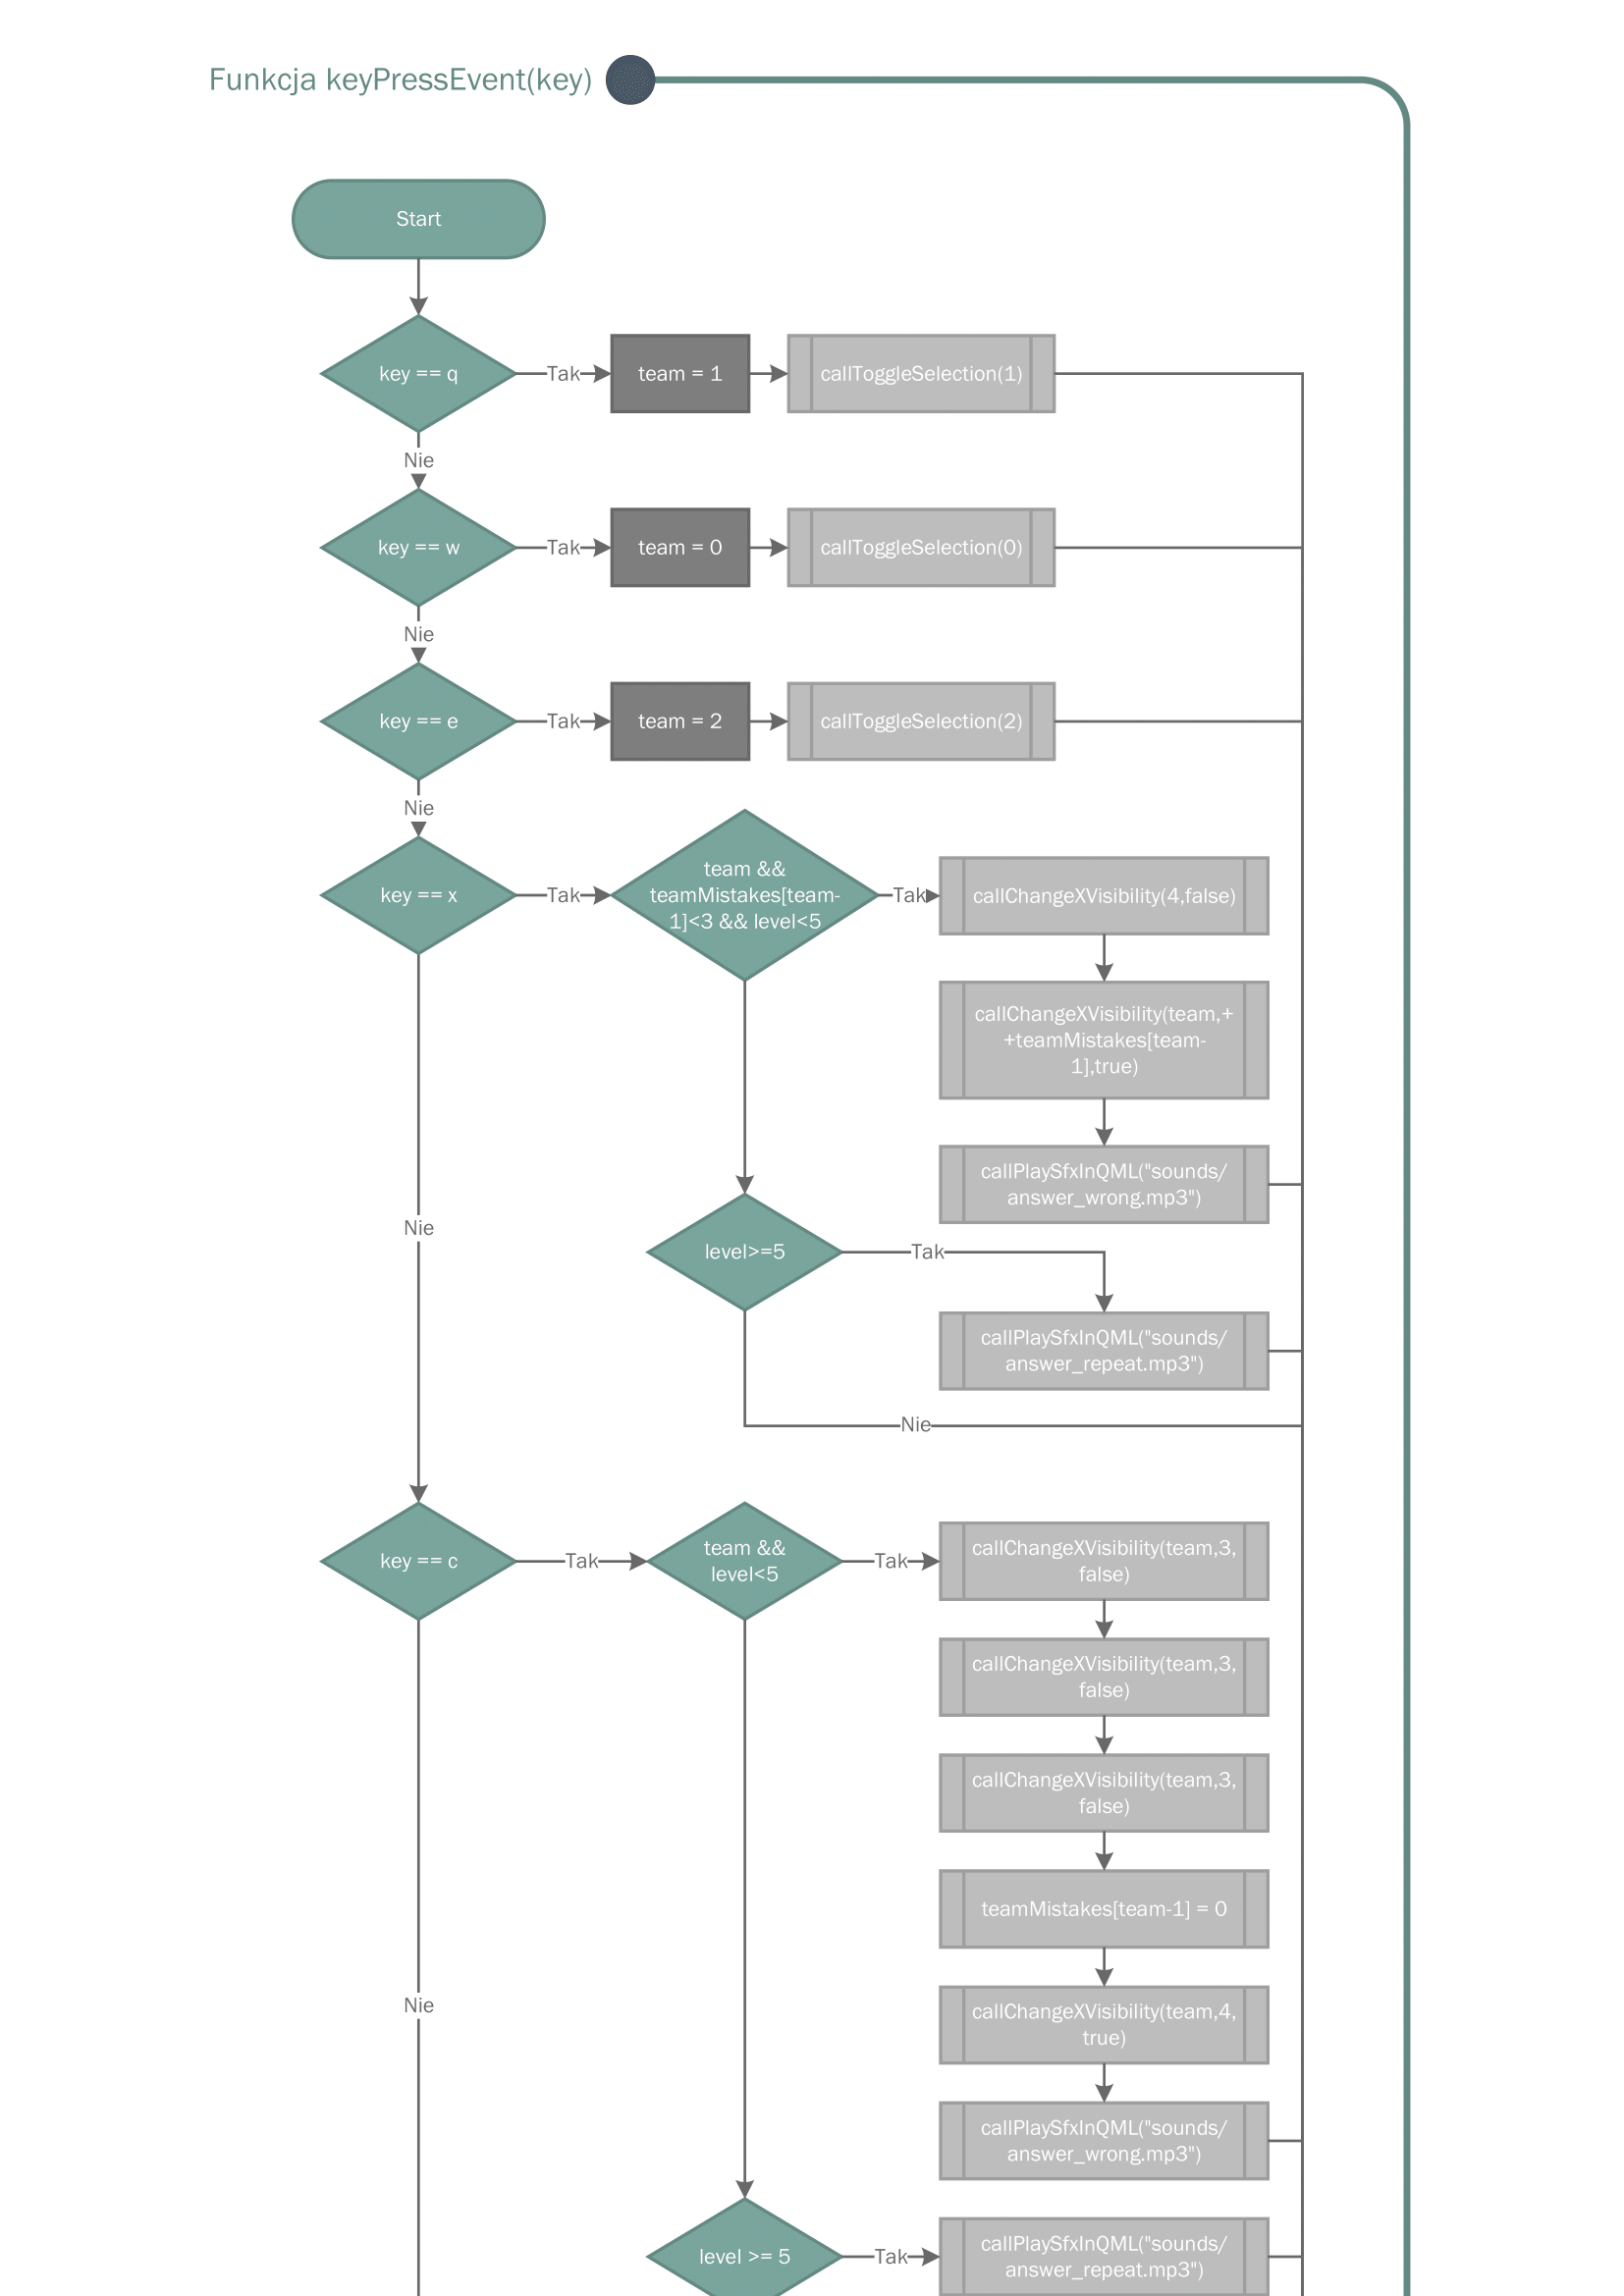 Funkcja keyPressEvent(key)
Start
key == q
Tak
team = 1
callToggleSelection(1)
Nie
key == w
Tak
team = 0
callToggleSelection(0)
Nie
key == e
Tak
team = 2
callToggleSelection(2)
Nie
key == x
Tak
team &&
teamMistakes[team-
1]<3 && level<5
Tak
callChangeXVisibility(4,false)
callChangeXVisibility(team,+
+teamMistakes[team-
1],true)
callPlaySfxInQML("sounds/
answer_wrong.mp3")
Nie
level>=5
Tak
callPlaySfxInQML("sounds/
answer_repeat.mp3")
Nie
key == c
Tak
team &&
level<5
Tak
callChangeXVisibility(team,3,
false)
callChangeXVisibility(team,3,
false)
callChangeXVisibility(team,3,
false)
teamMistakes[team-1] = 0
Nie
callChangeXVisibility(team,4,
true)
callPlaySfxInQML("sounds/
answer_wrong.mp3")
level >= 5
Tak
callPlaySfxInQML("sounds/
answer_repeat.mp3")